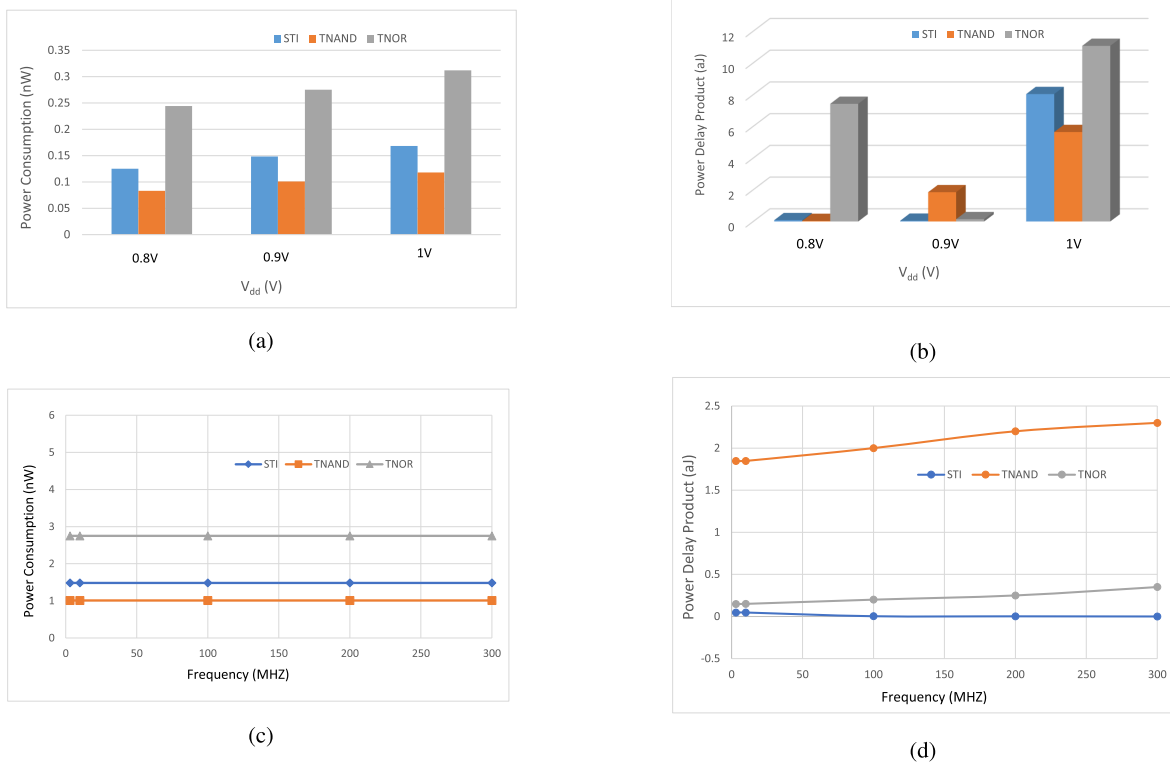 STI TNAND TNOR
Power Consumption (nW)
0.35
0.3
0.25
0.2
0.15
0.1
0.05
0
0.8V 0.9V 1V
Vdd (V)
(a)
STI TNAND TNOR
Power Delay Product (aJ)
12
10
8
6
4
2
0
0.8V 0.9V 1V
Vdd (V)
(b)
Power Consumption (nW)
6
5
4
3
2
1
0
STI TNAND TNOR
0 50 100 150 200 250 300
Frequency (MHZ)
(c)
Power Delay Product (aJ)
2.5
2
1.5
1
0.5
0
-0.5
STI TNAND TNOR
0 50 100 150 200 250 300
Frequency (MHZ)
(d)